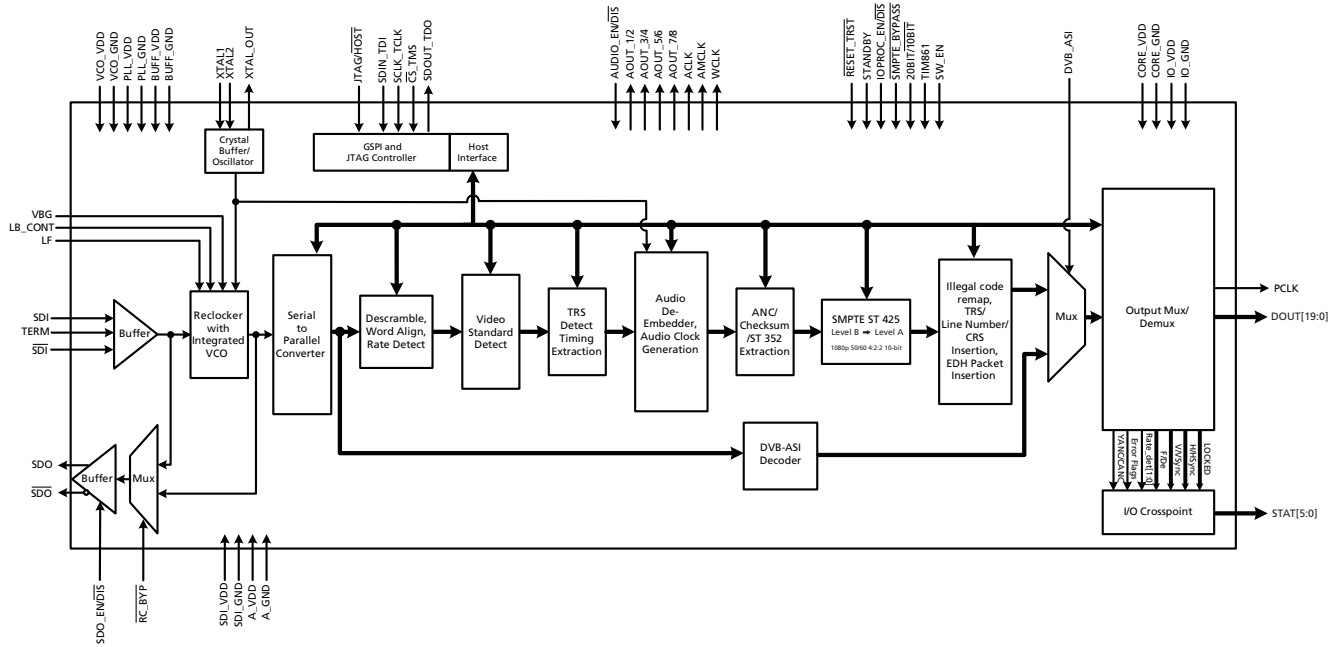 VCO_VDD
VCO_GND
PLL_VDD
PLL_GND
BUFF_VDD
BUFF_GND
XTAL1
XTAL2
XTAL_OUT
JTAG/HOST
SDIN_TDI
SCLK_TCLK
CS_TMS
SDOUT_TDO
AUDIO_EN/DIS
AOUT_1/2
AOUT_3/4
AOUT_5/6
AOUT_7/8
ACLK
AMCLK
WCLK
RESET_TRST
STANDBY
IOPROC_EN/DIS
SMPTE_BYPASS
20BIT/10BIT
TIM861
SW_EN
DVB_ASI
CORE_VDD
CORE_GND
IO_VDD
IO_GND
Crystal
Buffer/
Oscillator
GSPI and
JTAG Controller
Host
Interface
VBG
LB_CONT
LF
SDI
TERM
SDI
Buffer
Reclocker
with
Integrated
VCO
Serial
to
Parallel
Converter
Descramble,
Word Align,
Rate Detect
Video
Standard
Detect
TRS
Detect
Timing
Extraction
Audio
De-
Embedder,
Audio Clock
Generation
ANC/
Checksum
/ST 352
Extraction
SMPTE ST 425
Level B → Level A
1080p 50/60 4:2:2 10-bit
Illegal code
remap,
TRS/
Line Number/
CRS
Insertion,
EDH Packet
Insertion
Mux
Output Mux/
Demux
PCLK
DOUT[19:0]
DVB-ASI
Decoder
YANC/CANC
Error Flags
Rate_det[1:0]
F/De
V/VSync
H/HSync
LOCKED
I/O Crosspoint
STAT[5:0]
SDO
SDO
Buffer
Mux
SDO_EN/DIS
RC_BYP
SDI_VDD
SDI_GND
A_VDD
A_GND